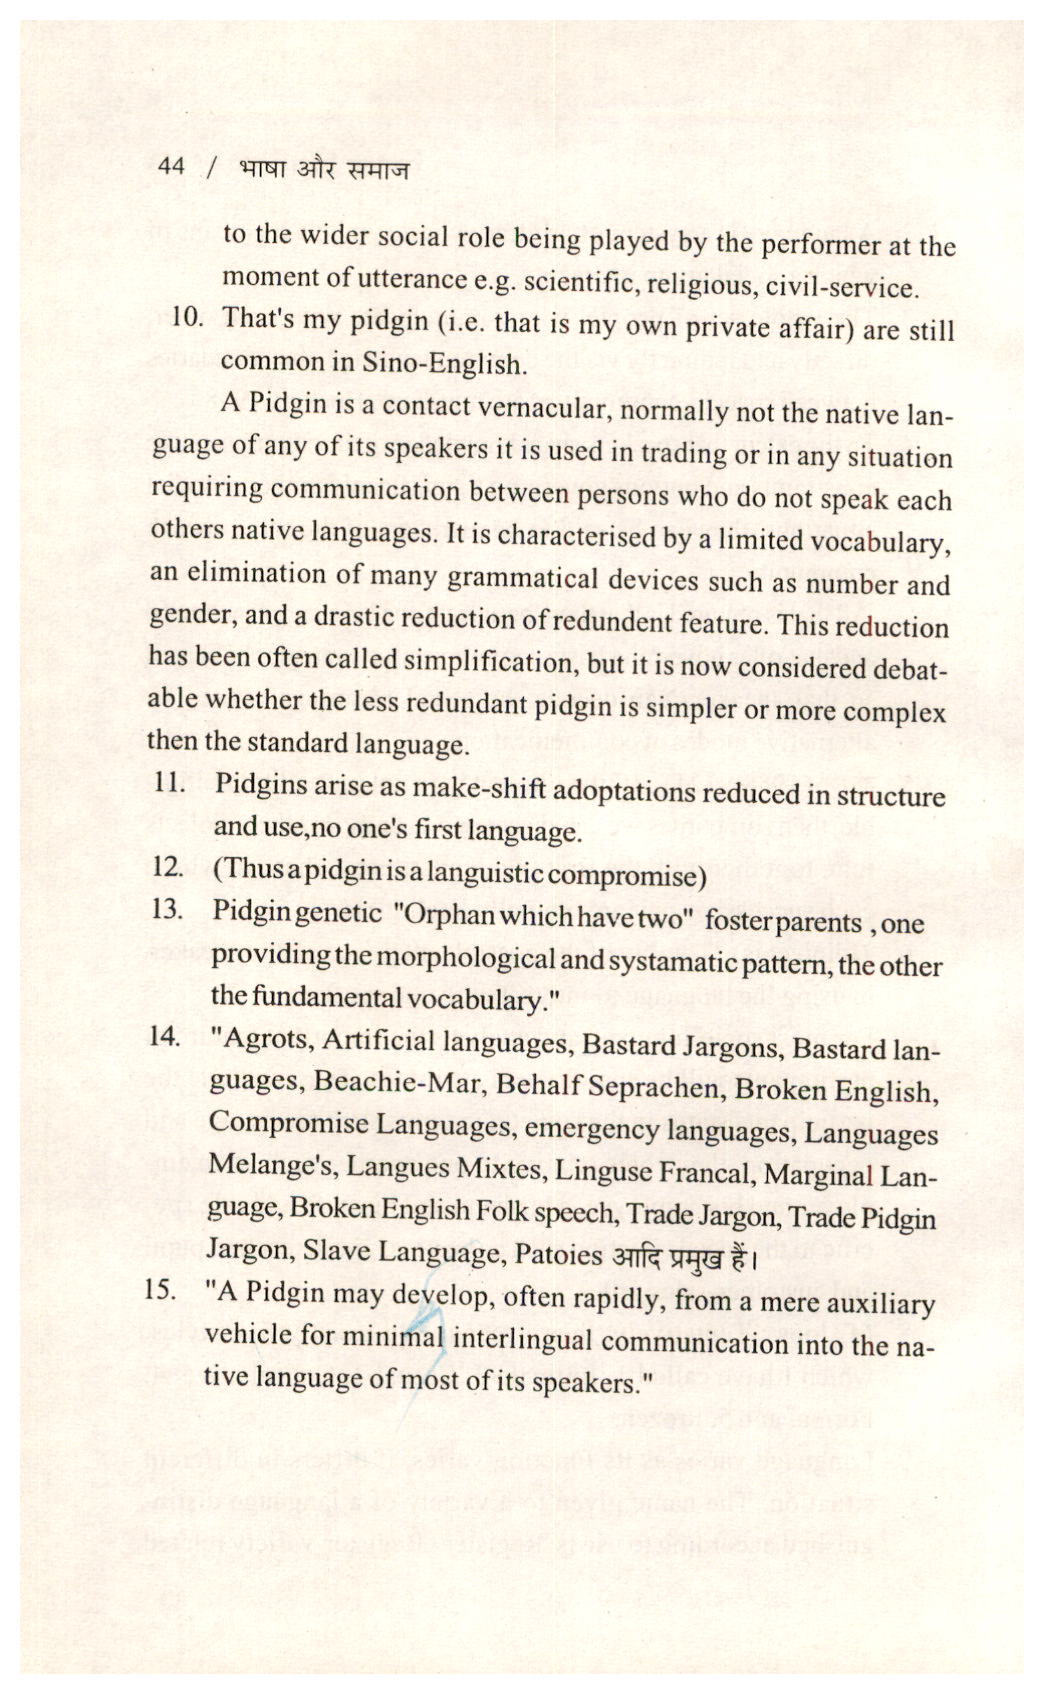 44 / भाषा और समाज
to the wider social role being played by the performer at the
moment of utterance e.g. scientific, religious, civil-service.
10. That's my pidgin (i.e. that is my own private affair) are still
common in Sino-English.
A Pidgin is a contact vernacular, normally not the native lan-
guage of any of its speakers it is used in trading or in any situation
requiring communication between persons who do not speak each
others native languages. It is characterised by a limited vocabulary,
an elimination of many grammatical devices such as number and
gender, and a drastic reduction of redundent feature. This reduction
has been often called simplification, but it is now considered debat-
able whether the less redundant pidgin is simpler or more complex
then the standard language.
11. Pidgins arise as make-shift adoptations reduced in structure
and use,no one's first language.
12. (Thus a pidgin is a languistic compromise)
13. Pidgin genetic "Orphan which have two" foster parents , one
providing the morphological and systamatic pattern, the other
the fundamental vocabulary."
14. "Agrots, Artificial languages, Bastard Jargons, Bastard lan-
guages, Beachie-Mar, Behalf Seprachen, Broken English,
Compromise Languages, emergency languages, Languages
Melange's, Langues Mixtes, Linguse Francal, Marginal Lan-
guage, Broken English Folk speech, Trade Jargon, Trade Pidgin
Jargon, Slave Language, Patoies आदि प्रमुख हैं।
15. "A Pidgin may develop, often rapidly, from a mere auxiliary
vehicle for minimal interlingual communication into the na-
tive language of most of its speakers."